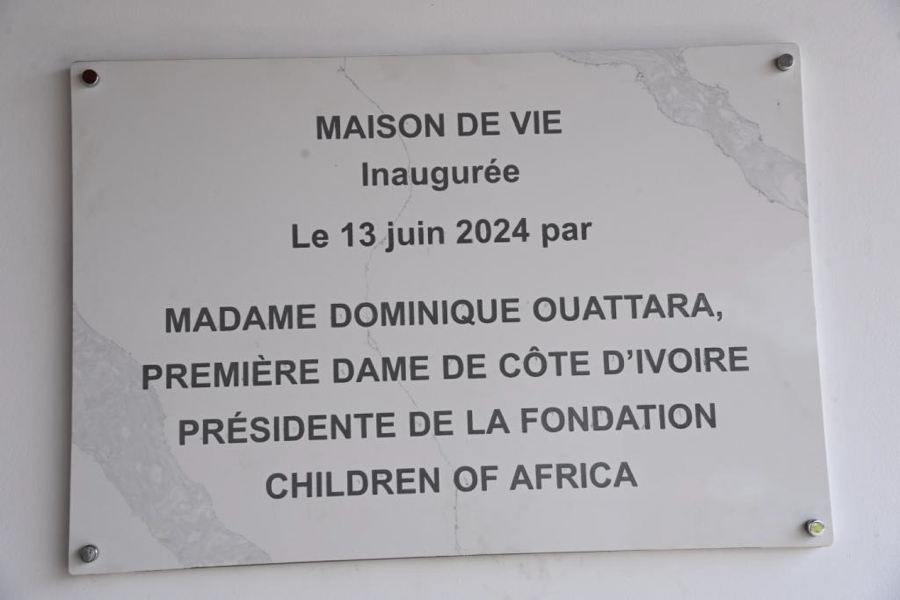 MAISON DE VIE
Inaugurée
Le 13 juin 2024 par
MADAME DOMINIQUE OUATTARA,
PREMIÈRE DAME DE CÔTE D’IVOIRE
PRÉSIDENTE DE LA FONDATION
CHILDREN OF AFRICA